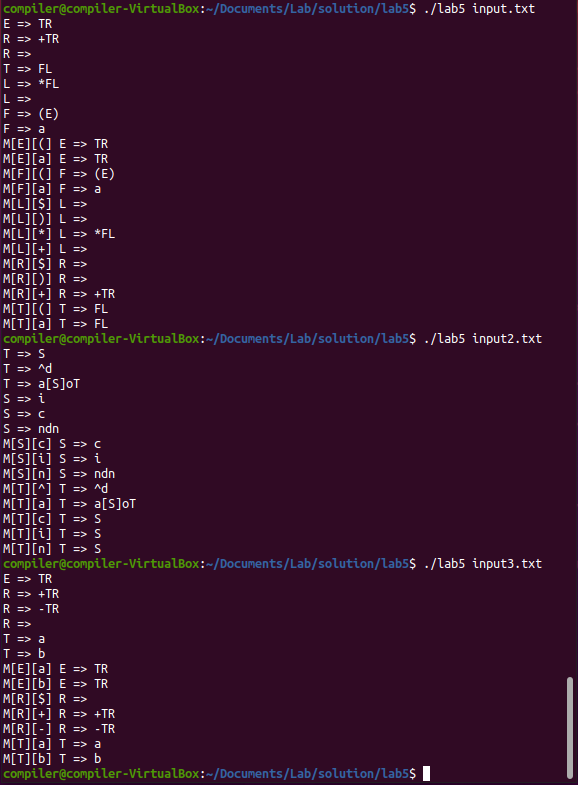 compiler@compiler-VirtualBox:~/Documents/Lab/solution/lab5$ ./lab5 input.txt
E => TR
R => +TR
R =>
T => FL
L => *FL
L =>
F => (E)
F => a
M[E][(] E => TR
M[E][a] E => TR
M[F][(] F => (E)
M[F][a] F => a
M[L][$] L =>
M[L][)] L =>
M[L][*] L => *FL
M[L][+] L =>
M[R][$] R =>
M[R][)] R =>
M[R][+] R => +TR
M[T][(] T => FL
M[T][a] T => FL
compiler@compiler-VirtualBox:~/Documents/Lab/solution/lab5$ ./lab5 input2.txt
T => S
T => ^d
T => a[S]oT
S => i
S => c
S => ndn
M[S][c] S => c
M[S][i] S => i
M[S][n] S => ndn
M[T][^] T => ^d
M[T][a] T => a[S]oT
M[T][c] T => S
M[T][i] T => S
M[T][n] T => S
compiler@compiler-VirtualBox:~/Documents/Lab/solution/lab5$ ./lab5 input3.txt
E => TR
R => +TR
R => -TR
R =>
T => a
T => b
M[E][a] E => TR
M[E][b] E => TR
M[R][$] R =>
M[R][+] R => +TR
M[R][-] R => -TR
M[T][a] T => a
M[T][b] T => b
compiler@compiler-VirtualBox:~/Documents/Lab/solution/lab5$